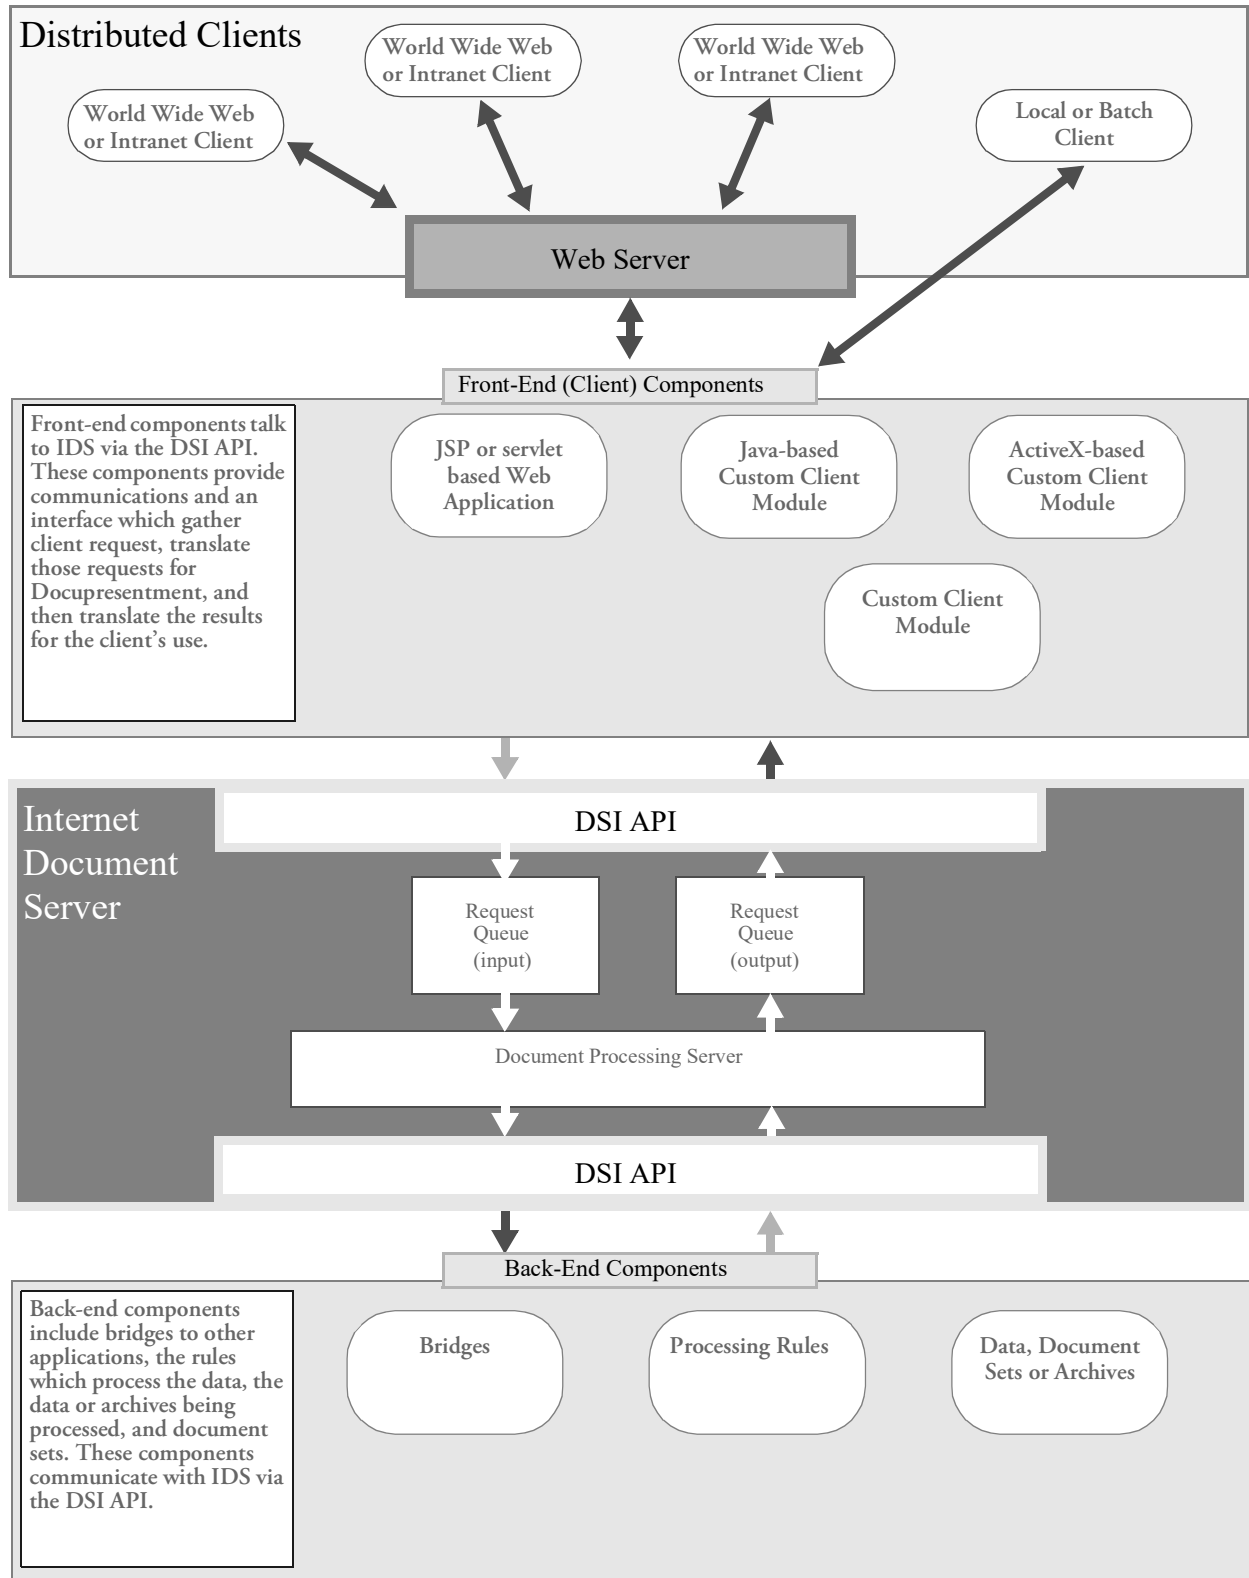 Distributed Clients
World Wide Web
or Intranet Client
World Wide Web
or Intranet Client
World Wide Web
or Intranet Client
Local or Batch
Client
Web Server
Front-End (Client) Components
Front-end components talk
to IDS via the DSI API.
These components provide
communications and an
interface which gather
client request, translate
those requests for
Docupresentment, and
then translate the results
for the client’s use.
JSP or servlet
based Web
Application
Java-based
Custom Client
Module
ActiveX-based
Custom Client
Module
Custom Client
Module
Internet
Document
Server
DSI API
Request
Queue
(input)
Request
Queue
(output)
Document Processing Server
DSI API
Back-End Components
Back-end components
include bridges to other
applications, the rules
which process the data, the
data or archives being
processed, and document
sets. These components
communicate with IDS via
the DSI API.
Bridges
Processing Rules
Data, Document
Sets or Archives